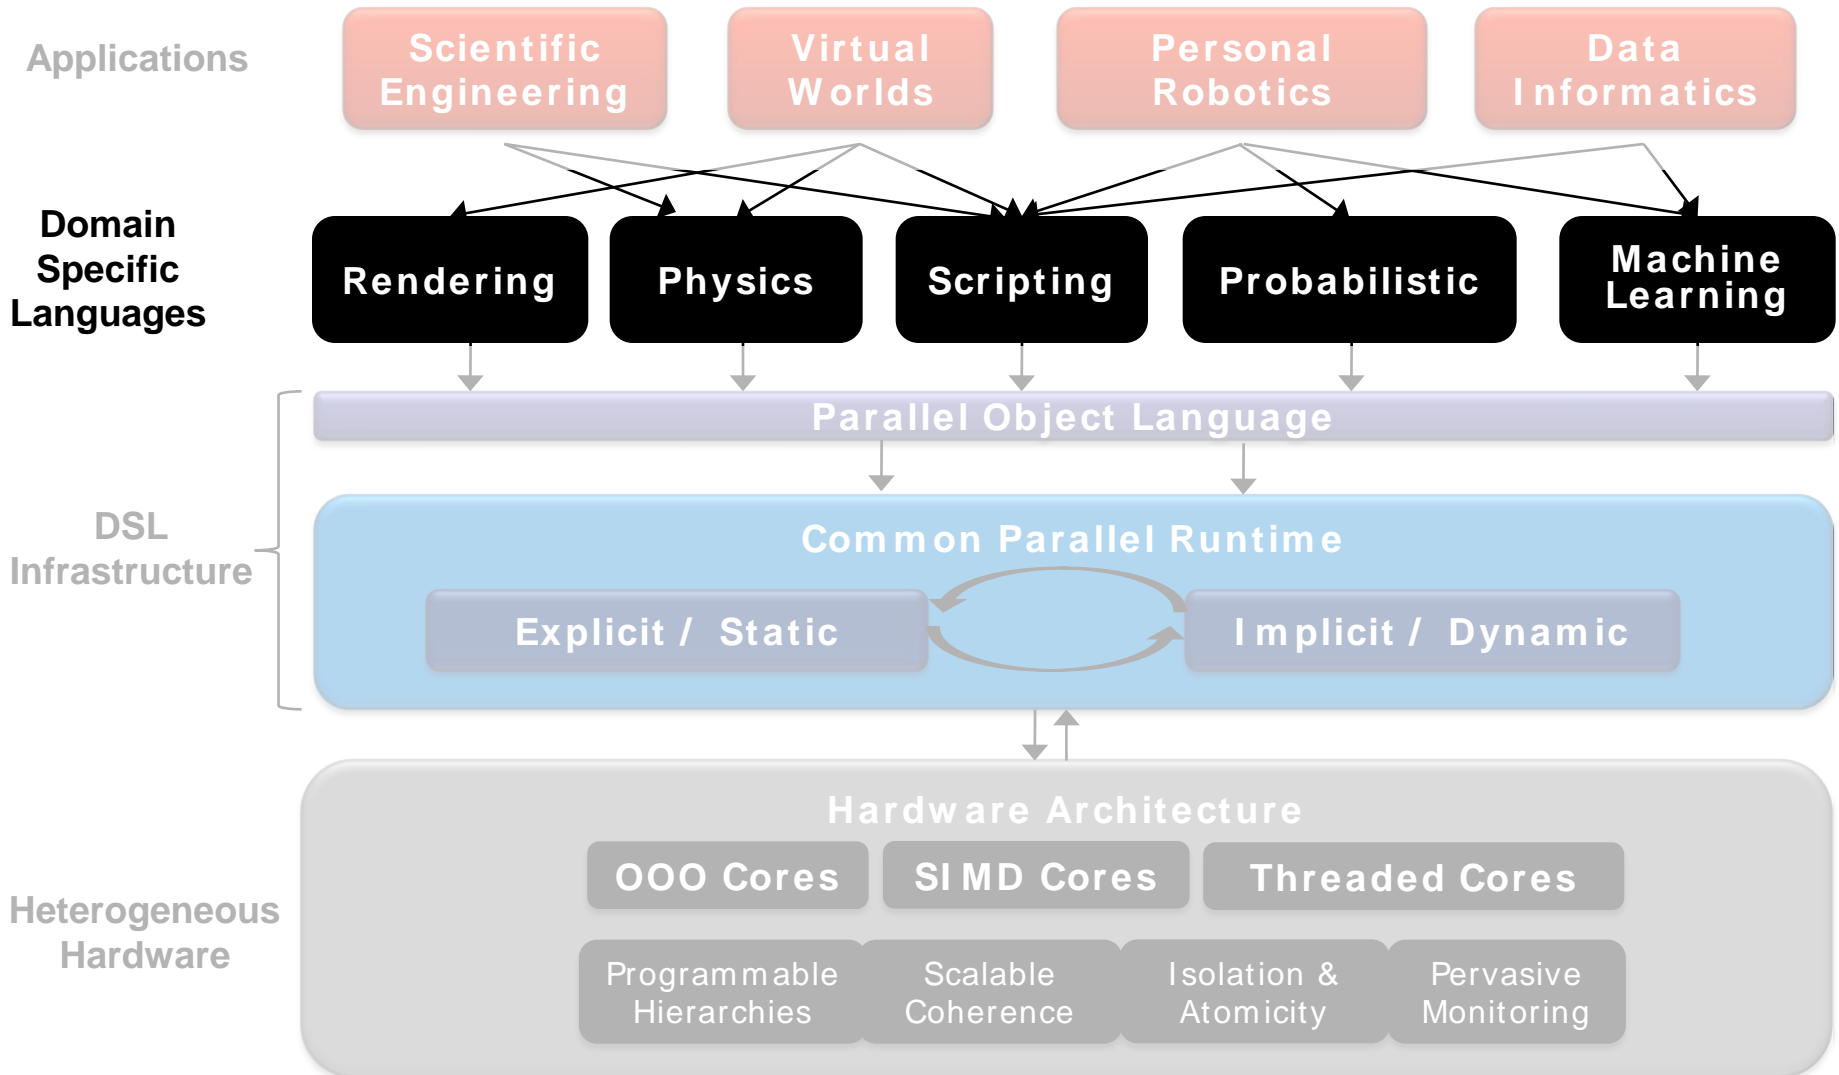 Applications
Scientific
Engineering
Virtual
Worlds
Personal
Robotics
Data
Informatics
Domain
Specific
Languages
Rendering
Physics
Scripting
Probabilistic
Machine
Learning
Parallel Object Language
DSL
Infrastructure
Common Parallel Runtime
Explicit / Static
Implicit / Dynamic
Heterogeneous
Hardware
Hardware Architecture
OOO Cores
SIMD Cores
Threaded Cores
Programmable
Hierarchies
Scalable
Coherence
Isolation &
Atomicity
Pervasive
Monitoring